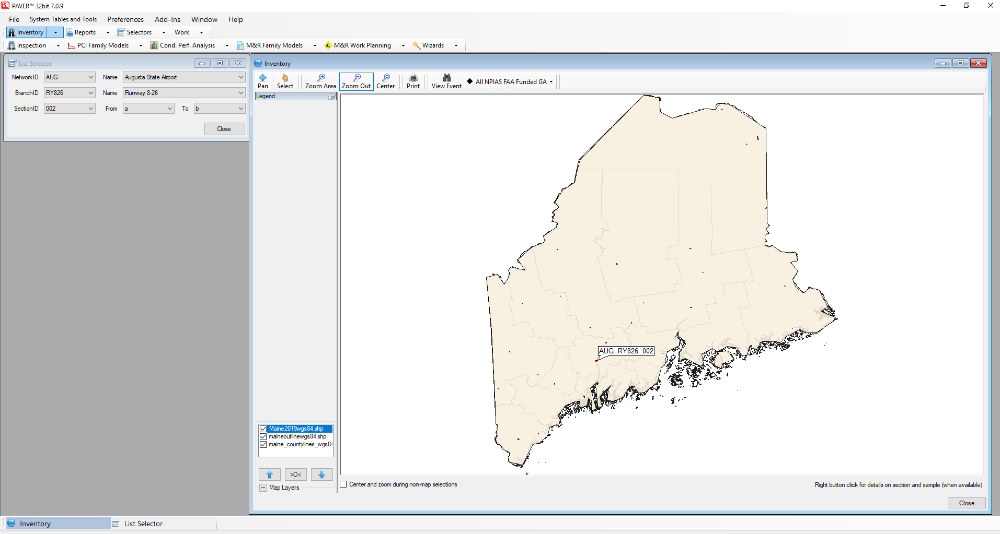 PAVER™ 32bit 7.0.9
File System Tables and Tools Preferences Add-Ins Window Help
Inventory Reports Selectors Work
Inspection PCI Family Models Cond. Perf. Analysis M&R Family Models M&R Work Planning Wizards
List Selector
NetworkID AUG Name Augusta State Airport
BranchID RY826 Name Runway 8-26
SectionID 002 From a To b
Close
Inventory
Pan Select Zoom Area Zoom Out Center Print View Event All NPIAS FAA Funded GA
Legend
AUG::RY826::002
Maine2019wgs84.shp
maineoutlinewgs84.shp
maine_countylines_wgs84
>O<
Map Layers
Center and zoom during non-map selections
Right button click for details on section and sample (when available)
Close
Inventory List Selector